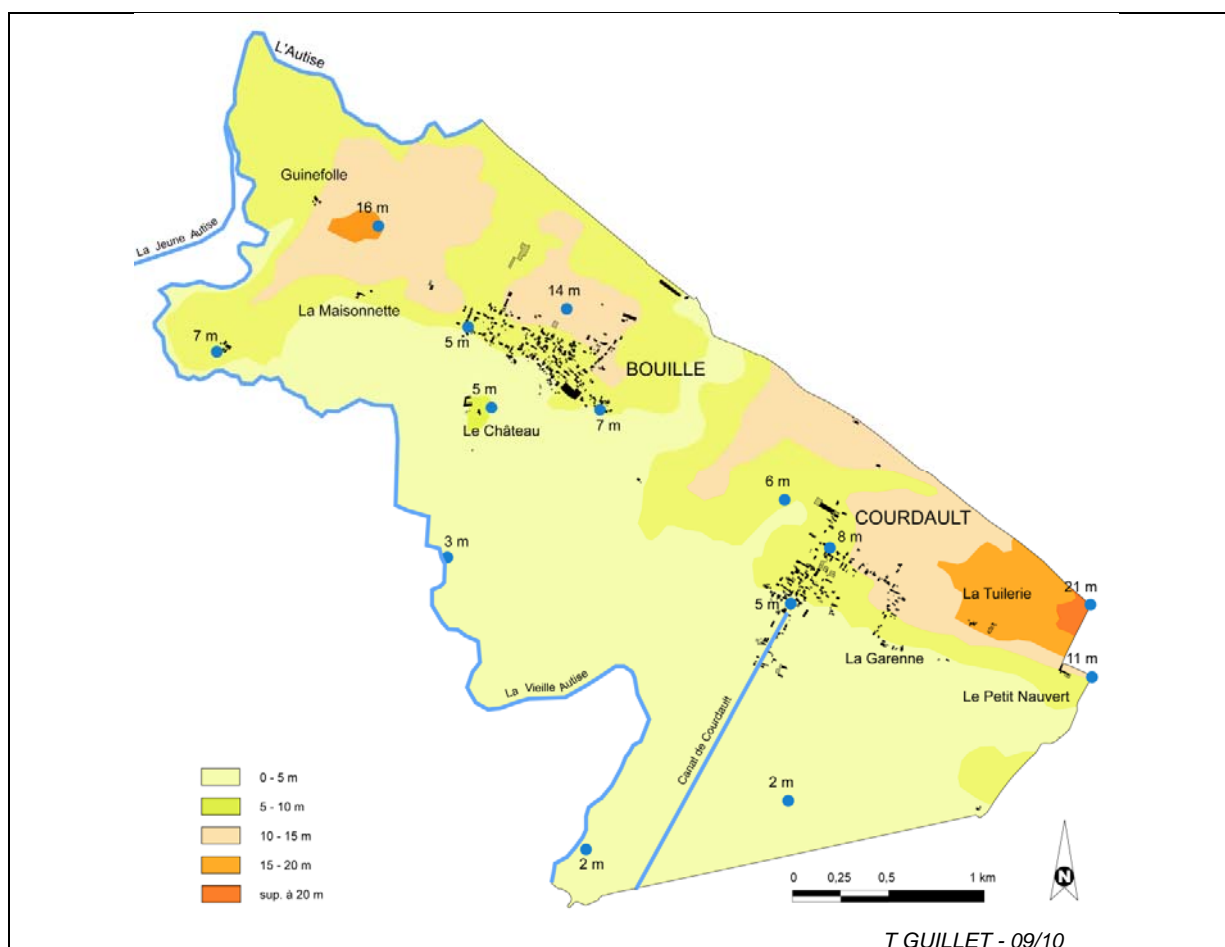 L'Autise
Guinefolle
16 m
La Jeune Autise
14 m
La Maisonnette
5 m
7 m
BOUILLE
5 m
Le Château
7 m
6 m
COURDAULT
8 m
3 m
La Tuilerie
21 m
5 m
La Garenne
11 m
Le Petit Nauvert
La Vieille Autise
Canal de Courdault
0 - 5 m
5 - 10 m
10 - 15 m
15 - 20 m
sup. à 20 m
2 m
2 m
0 0,25 0,5 1 km
N
T GUILLET - 09/10